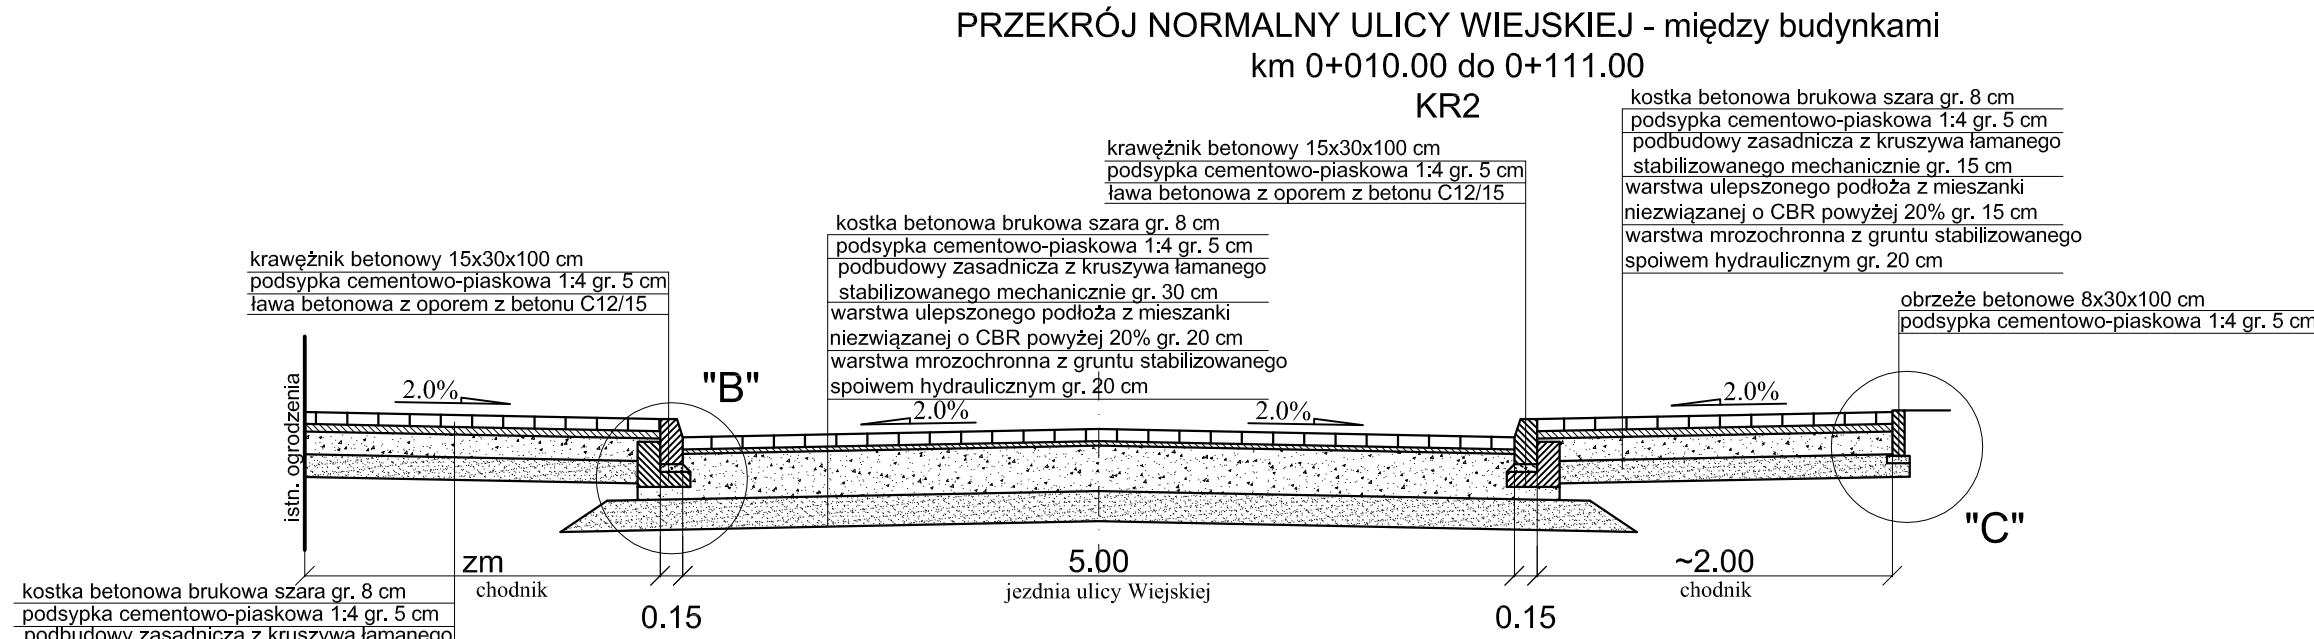 PRZEKRÓJ NORMALNY ULICY WIEJSKIEJ - między budynkami
km 0+010.00 do 0+111.00
KR2
kostka betonowa brukowa szara gr. 8 cm
podsypka cementowo-piaskowa 1:4 gr. 5 cm
podbudowy zasadnicza z kruszywa łamanego
stabilizowanego mechanicznie gr. 15 cm
warstwa ulepszonego podłoża z mieszanki
niezwiązanej o CBR powyżej 20% gr. 15 cm
warstwa mrozochronna z gruntu stabilizowanego
spoiwem hydraulicznym gr. 20 cm
krawężnik betonowy 15x30x100 cm
podsypka cementowo-piaskowa 1:4 gr. 5 cm
ława betonowa z oporem z betonu C12/15
kostka betonowa brukowa szara gr. 8 cm
podsypka cementowo-piaskowa 1:4 gr. 5 cm
podbudowy zasadnicza z kruszywa łamanego
stabilizowanego mechanicznie gr. 30 cm
warstwa ulepszonego podłoża z mieszanki
niezwiązanej o CBR powyżej 20% gr. 20 cm
warstwa mrozochronna z gruntu stabilizowanego
spoiwem hydraulicznym gr. 20 cm
krawężnik betonowy 15x30x100 cm
podsypka cementowo-piaskowa 1:4 gr. 5 cm
ława betonowa z oporem z betonu C12/15
obrzeże betonowe 8x30x100 cm
podsypka cementowo-piaskowa 1:4 gr. 5 cm
istn. ogrodzenia
2.0%
"B"
2.0%
2.0%
2.0%
"C"
zm
chodnik
0.15
5.00
jezdnia ulicy Wiejskiej
0.15
~2.00
chodnik
kostka betonowa brukowa szara gr. 8 cm
podsypka cementowo-piaskowa 1:4 gr. 5 cm
podbudowy zasadnicza z kruszywa łamanego